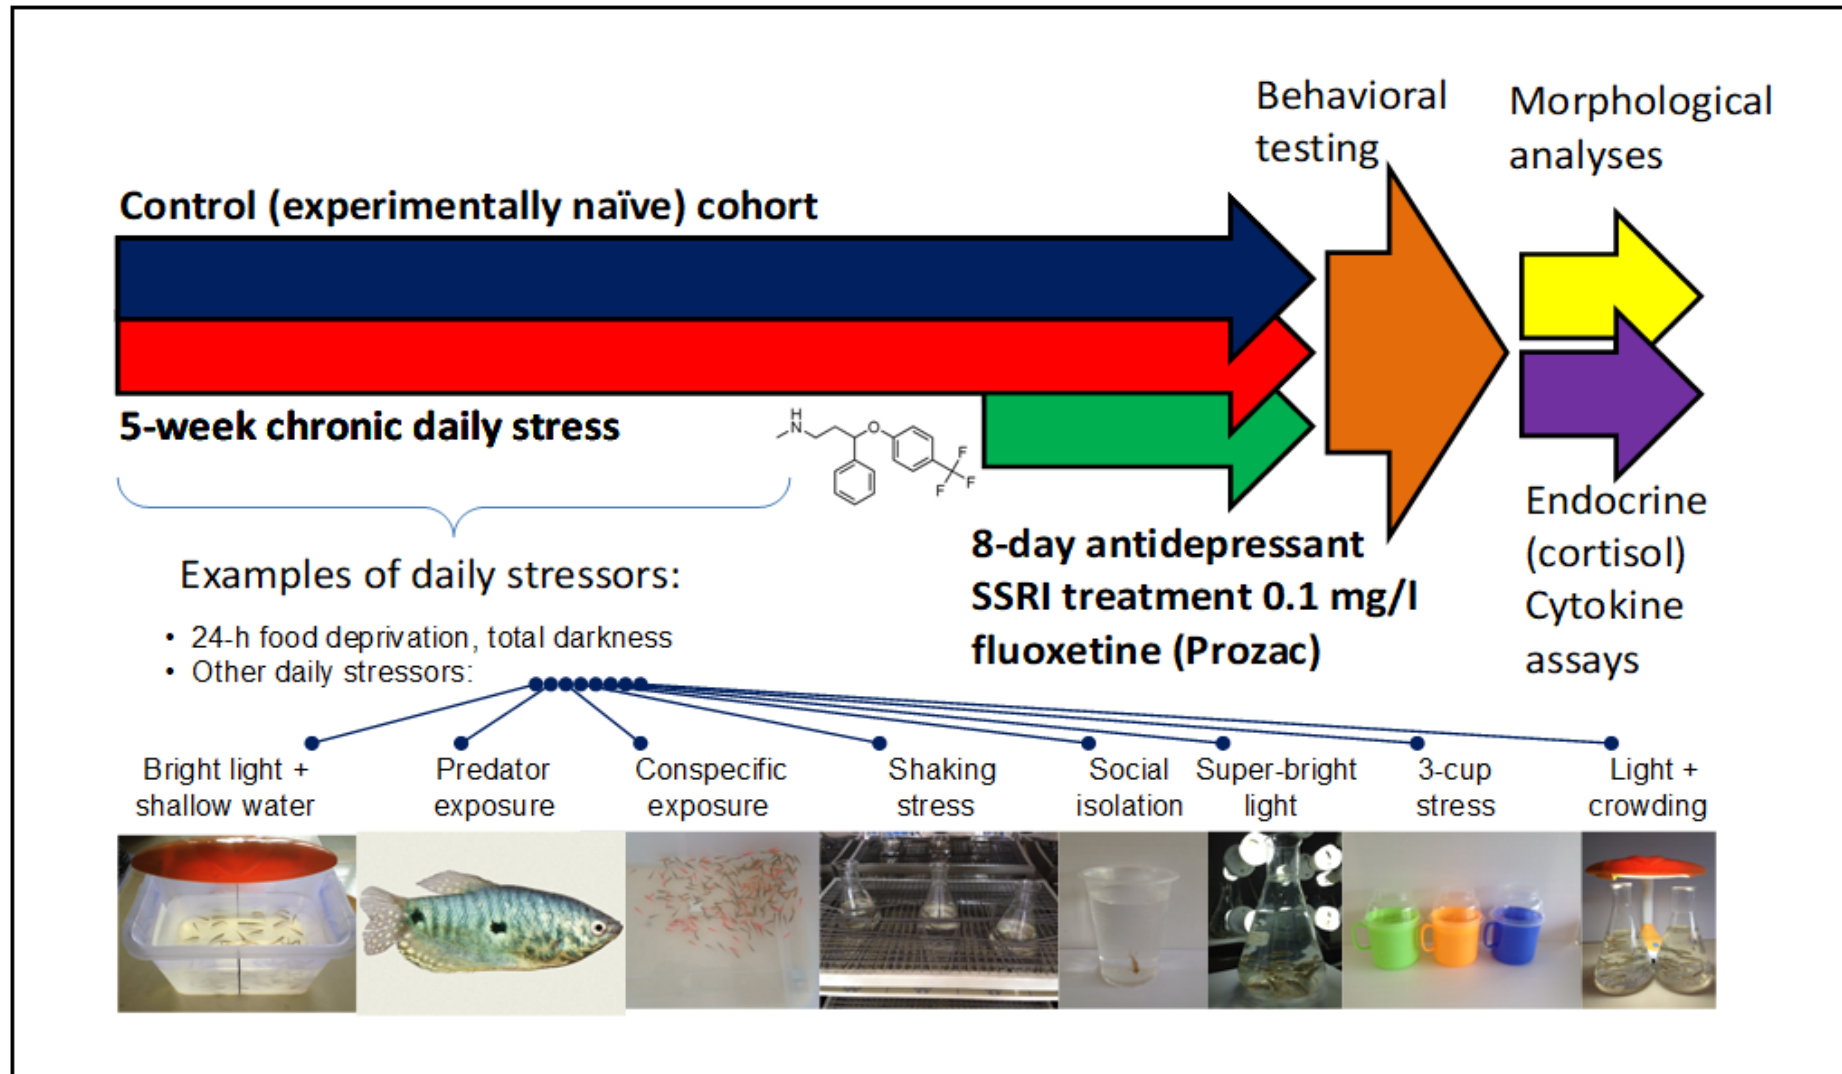 Behavioral
testing
Morphological
analyses
Control (experimentally naïve) cohort
5-week chronic daily stress
H
N
O
F
F
F
8-day antidepressant
SSRI treatment 0.1 mg/l
fluoxetine (Prozac)
Endocrine
(cortisol)
Cytokine
assays
Examples of daily stressors:
• 24-h food deprivation, total darkness
• Other daily stressors:
Bright light +
shallow water
Predator
exposure
Conspecific
exposure
Shaking
stress
Social
isolation
Super-bright
light
3-cup
stress
Light +
crowding